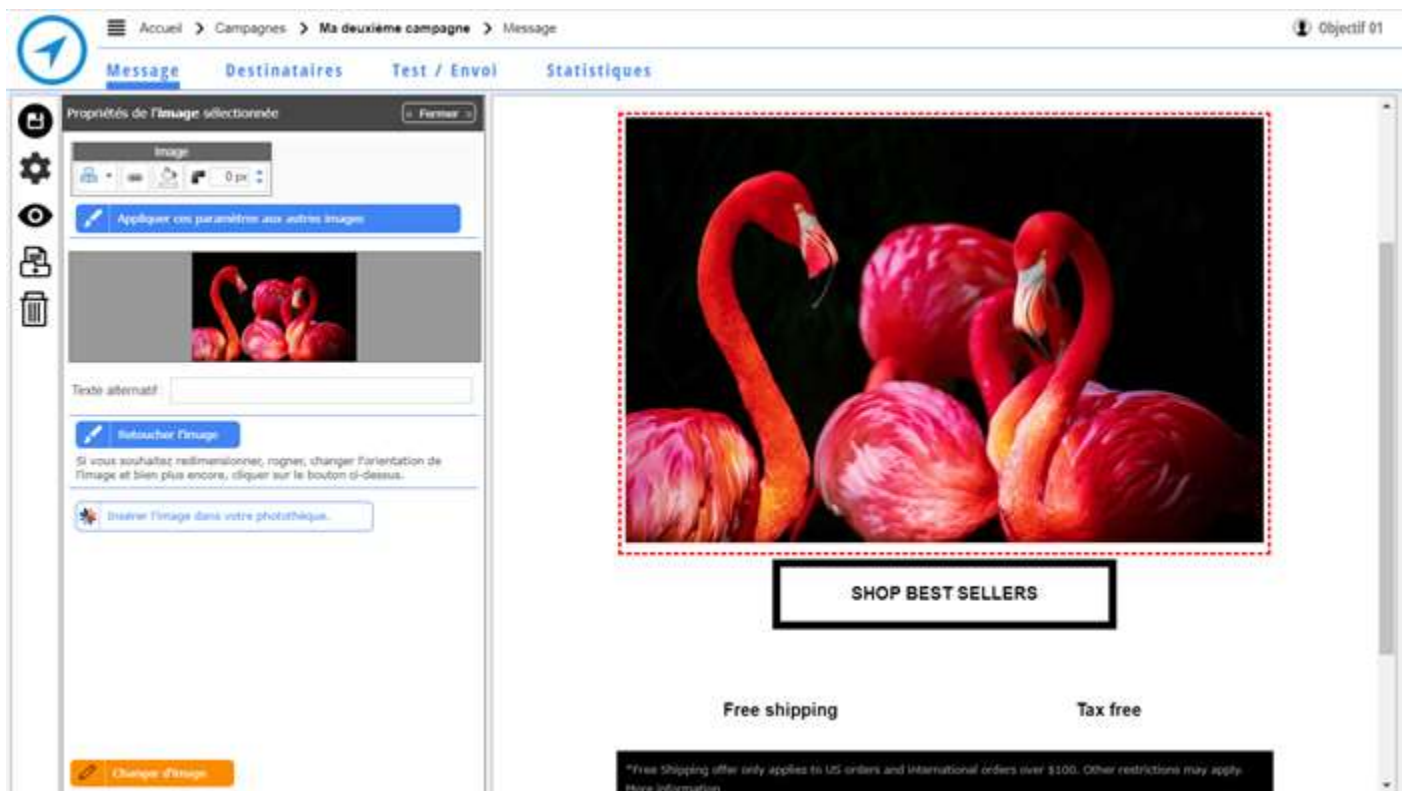 Accueil > Campagnes > Ma deuxième campagne > Message
Objectif 01
Message Destinataires Test / Envoi Statistiques
Propriétés de l'Image sélectionnée
« Fermer »
Image
0 px
Appliquer ces paramètres aux autres images
Texte alternatif :
Retoucher l'image
Si vous souhaitez redimensionner, rogner, changer l'orientation de
l'image et bien plus encore, cliquer sur le bouton ci-dessus.
Insérer l'image dans votre photothèque.
Changer d'image
SHOP BEST SELLERS
Free shipping
Tax free
*Free Shipping offer only applies to US orders and international orders over $100. Other restrictions may apply.
More information